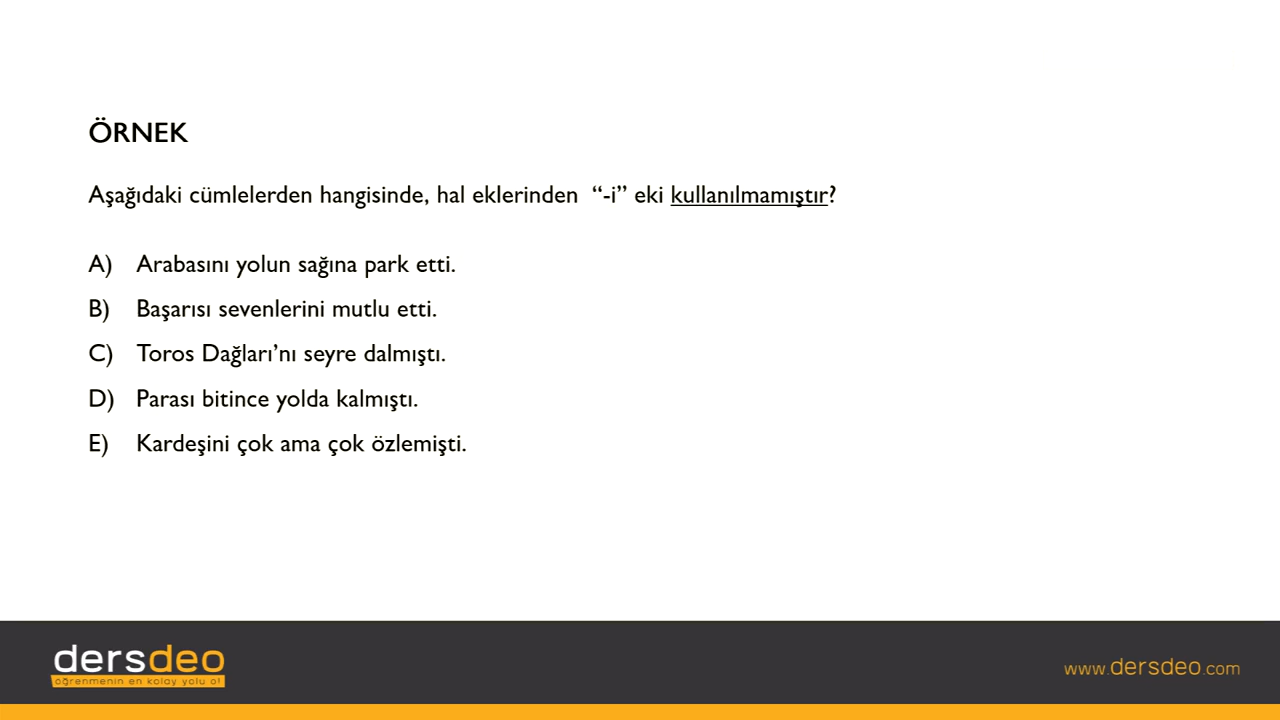 ÖRNEK
Aşağıdaki cümlelerden hangisinde, hal eklerinden “-i” eki kullanılmamıştır?
A) Arabasını yolun sağına park etti.
B) Başarısı sevenlerini mutlu etti.
C) Toros Dağları’nı seyre dalmıştı.
D) Parası bitince yolda kalmıştı.
E) Kardeşini çok ama çok özlemişti.
dersdeo
öğrenmenin en kolay yolu o!
www.dersdeo.com